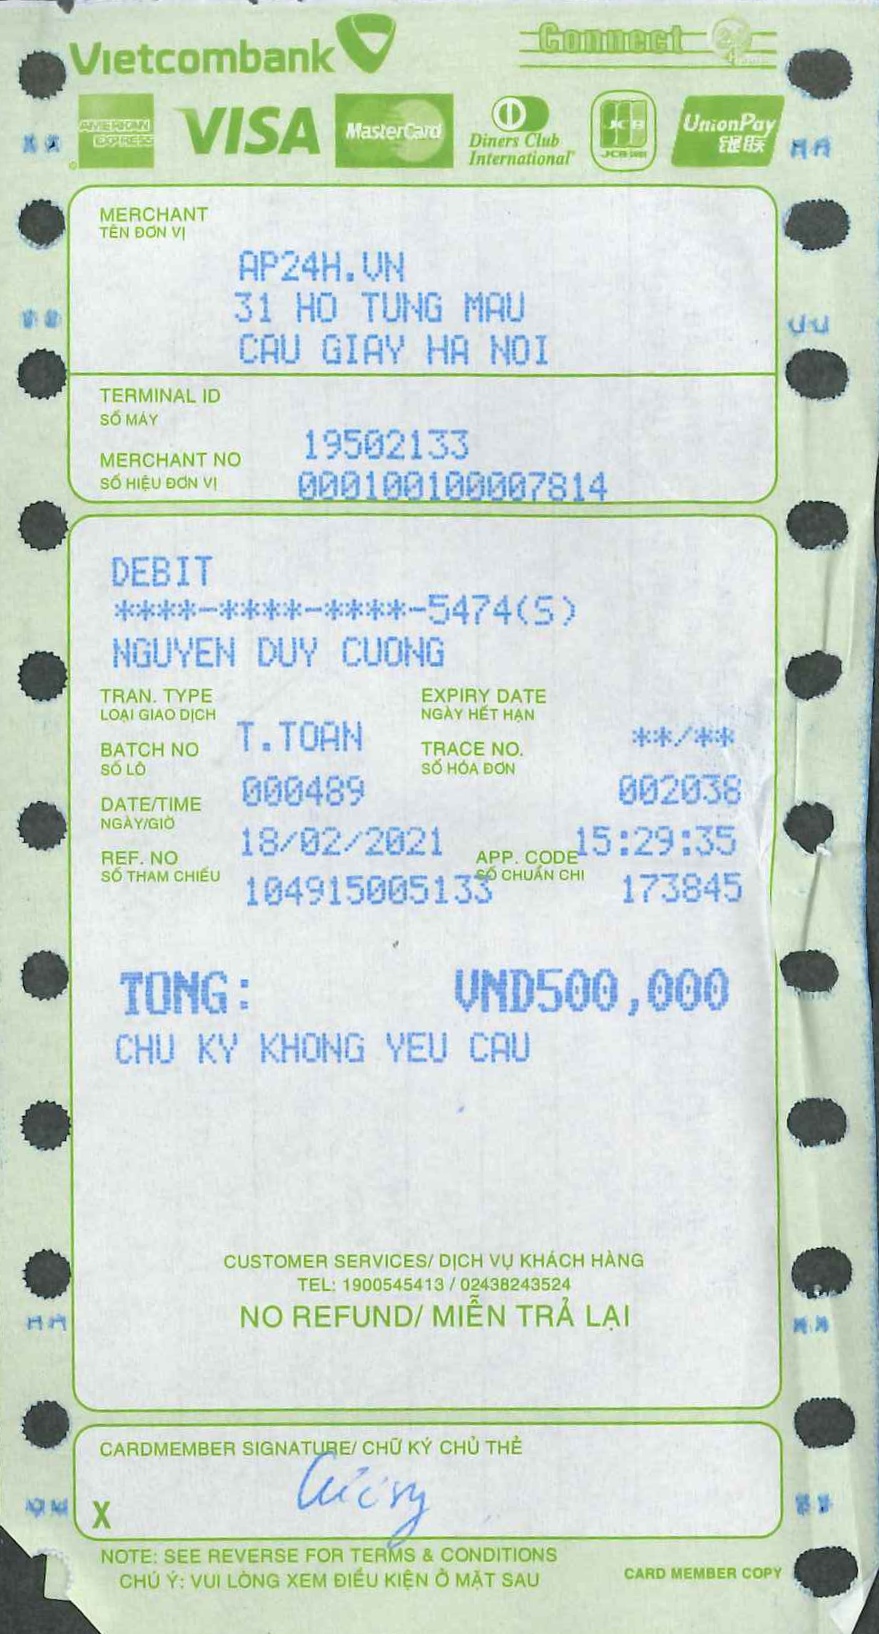 Vietcombank
Connect 24
AMERICAN EXPRESS
VISA
MasterCard
Diners Club International®
JCB
JCB CARD
UnionPay
银联
MERCHANT
TÊN ĐƠN VỊ
AP24H.VN
31 HO TUNG MAU
CAU GIAY HA NOI
TERMINAL ID
SỐ MÁY
19502133
MERCHANT NO
SỐ HIỆU ĐƠN VỊ
000100100007814
DEBIT
****-****-****-5474(S)
NGUYEN DUY CUONG
TRAN. TYPE
LOẠI GIAO DỊCH
T.TOAN
EXPIRY DATE
NGÀY HẾT HẠN
**/**
BATCH NO
SỐ LÔ
000489
TRACE NO.
SỐ HÓA ĐƠN
002038
DATE/TIME
NGÀY/GIỜ
18/02/2021
15:29:35
REF. NO
SỐ THAM CHIẾU
104915005133
APP. CODE
SỐ CHUẨN CHI
173845
TONG: VND500,000
CHU KY KHONG YEU CAU
CUSTOMER SERVICES/ DỊCH VỤ KHÁCH HÀNG
TEL: 1900545413 / 02438243524
NO REFUND/ MIỄN TRẢ LẠI
CARDMEMBER SIGNATURE/ CHỮ KÝ CHỦ THẺ
X
NOTE: SEE REVERSE FOR TERMS & CONDITIONS
CHÚ Ý: VUI LÒNG XEM ĐIỀU KIỆN Ở MẶT SAU
CARD MEMBER COPY